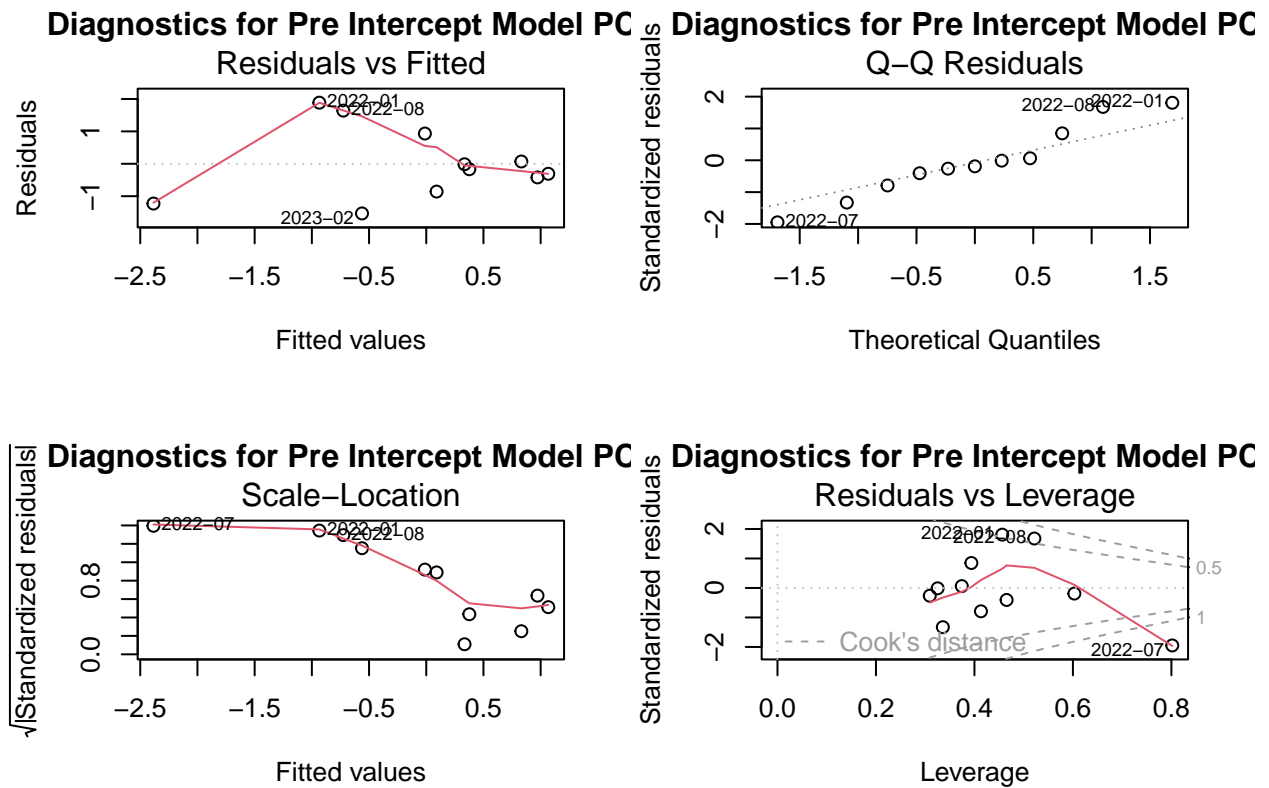 Diagnostics for Pre Intercept Model PC
Residuals vs Fitted
Residuals
1
−1
2022−01
2022−08
2023−02
−2.5 −1.5 −0.5 0.5
Fitted values
Diagnostics for Pre Intercept Model PC
Q−Q Residuals
Standardized residuals
2
0
−2
2022−08
2022−01
2022−07
−1.5 −0.5 0.5 1.5
Theoretical Quantiles
Diagnostics for Pre Intercept Model PC
Scale−Location
√|Standardized residuals|
0.8
0.0
2022−07
2022−01
2022−08
−2.5 −1.5 −0.5 0.5
Fitted values
Diagnostics for Pre Intercept Model PC
Residuals vs Leverage
Standardized residuals
2
0
−2
2022−01
2022−08
0.5
1
Cook's distance
2022−07
0.0 0.2 0.4 0.6 0.8
Leverage